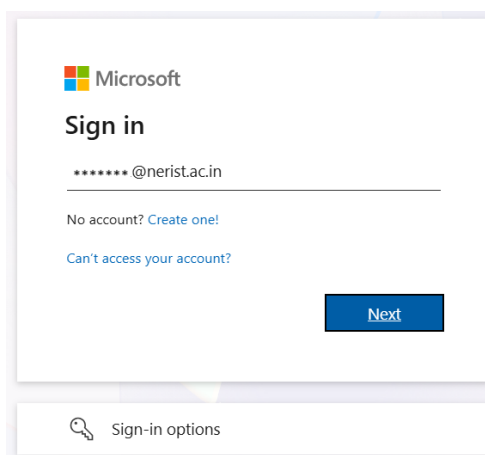 Microsoft
Sign in
******* @nerist.ac.in
No account? Create one!
Can't access your account?
Next
Sign-in options